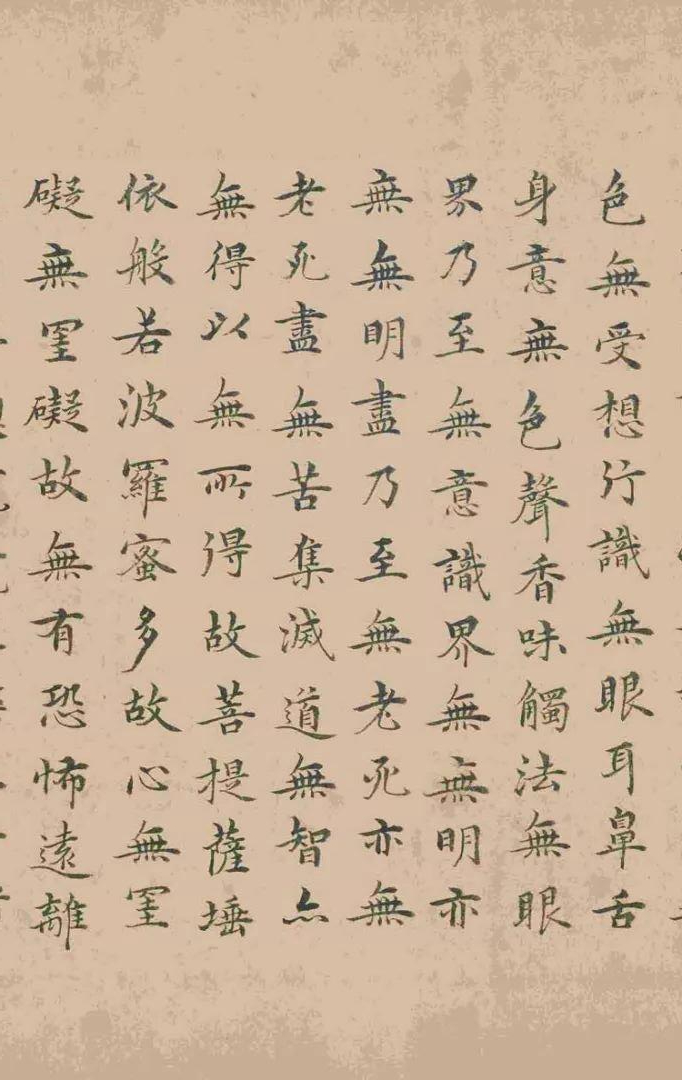 色無受想行識無眼耳鼻舌
身意無色聲香味觸法無眼
界乃至無意識界無無明亦
無無明盡乃至無老死亦無
老死盡無苦集滅道無智亦
無得以無所得故菩提薩埵
依般若波羅蜜多故心無罣
礙無罣礙故無有恐怖遠離